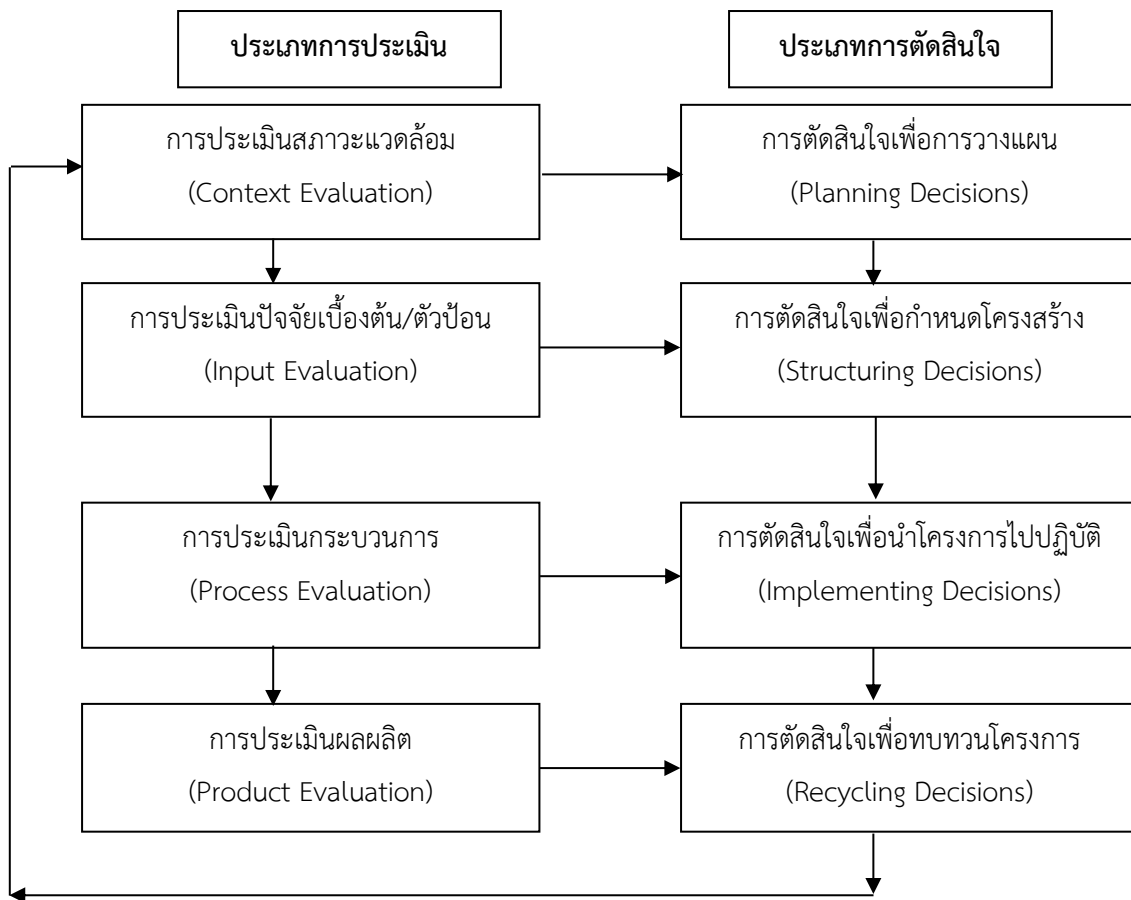 ประเภทการประเมิน
ประเภทการตัดสินใจ
การประเมินสภาวะแวดล้อม
(Context Evaluation)
การตัดสินใจเพื่อการวางแผน
(Planning Decisions)
การประเมินปัจจัยเบื้องต้น/ตัวป้อน
(Input Evaluation)
การตัดสินใจเพื่อกำหนดโครงสร้าง
(Structuring Decisions)
การประเมินกระบวนการ
(Process Evaluation)
การตัดสินใจเพื่อนำโครงการไปปฏิบัติ
(Implementing Decisions)
การประเมินผลผลิต
(Product Evaluation)
การตัดสินใจเพื่อทบทวนโครงการ
(Recycling Decisions)